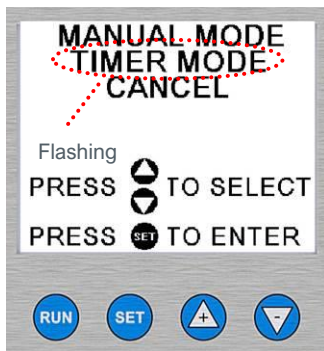 MANUAL MODE
TIMER MODE
CANCEL
Flashing
PRESS TO SELECT
PRESS SET TO ENTER
RUN SET + -